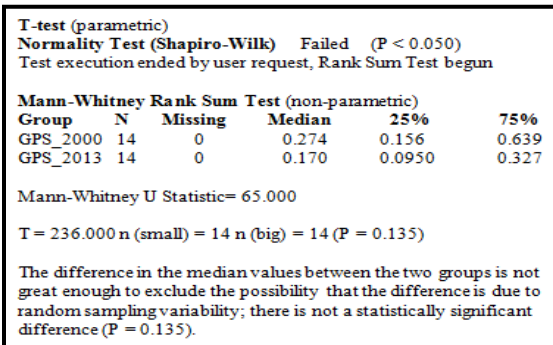 T-test (parametric)
Normality Test (Shapiro-Wilk) Failed (P < 0.050)
Test execution ended by user request, Rank Sum Test begun
Mann-Whitney Rank Sum Test (non-parametric)
Group N Missing Median 25% 75%
GPS_2000 14 0 0.274 0.156 0.639
GPS_2013 14 0 0.170 0.0950 0.327
Mann-Whitney U Statistic= 65.000
T = 236.000 n (small) = 14 n (big) = 14 (P = 0.135)
The difference in the median values between the two groups is not
great enough to exclude the possibility that the difference is due to
random sampling variability; there is not a statistically significant
difference (P = 0.135).